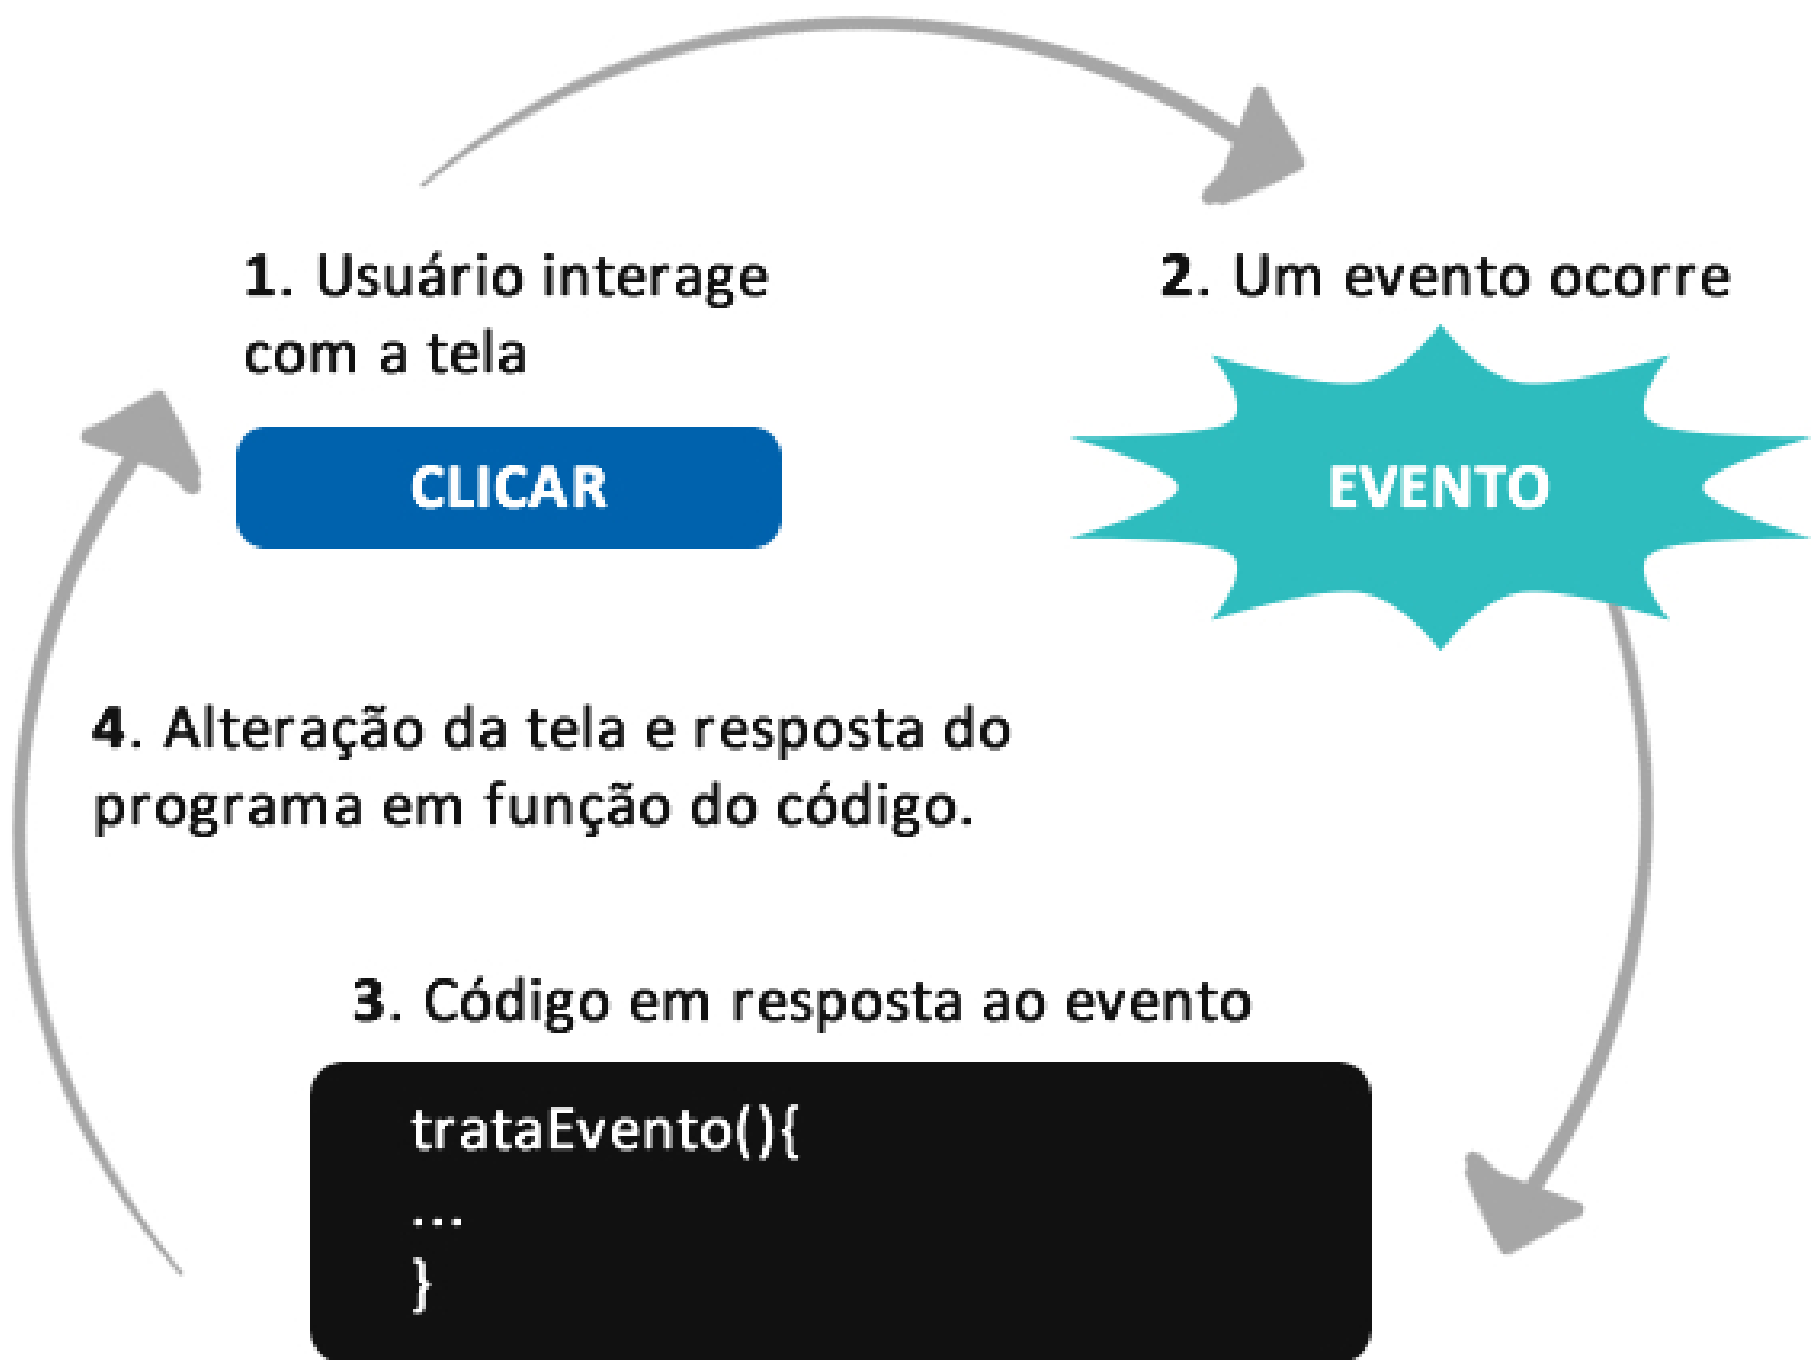 1. Usuário interage
com a tela
CLICAR
2. Um evento ocorre
EVENTO
3. Código em resposta ao evento
trataEvento(){
...
}
4. Alteração da tela e resposta do
programa em função do código.